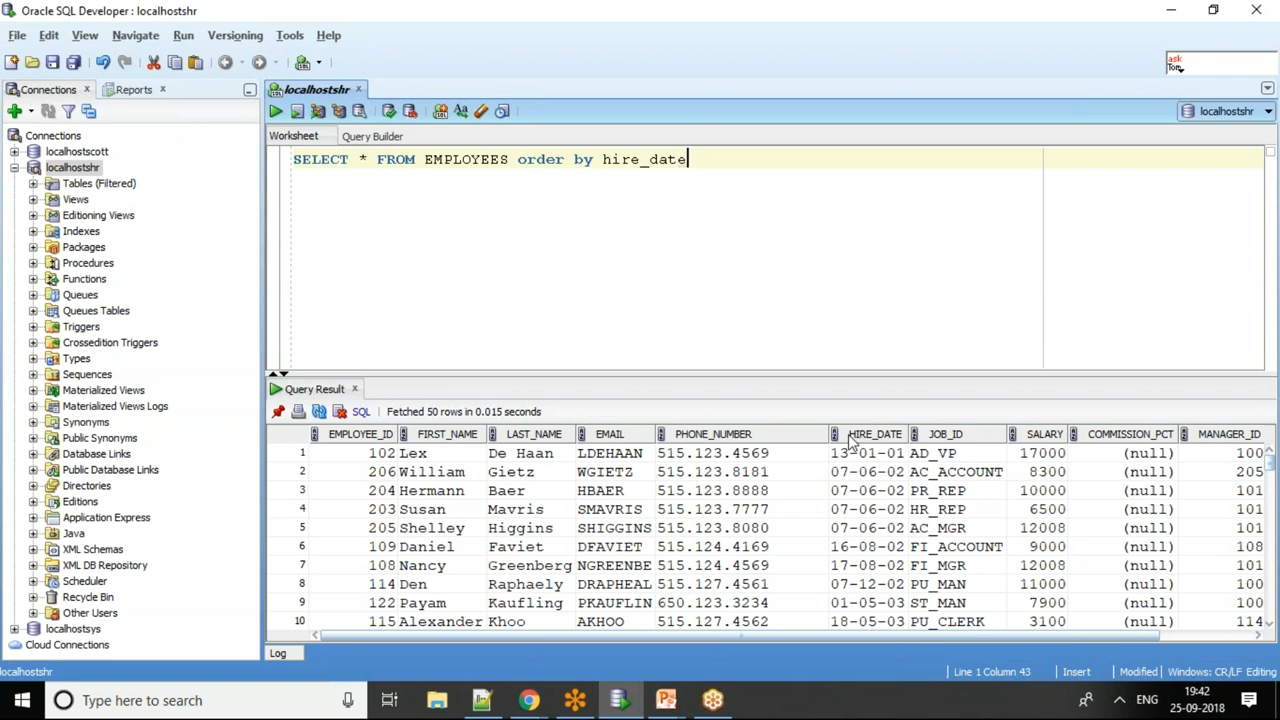 Oracle SQL Developer : localhostshr
File Edit View Navigate Run Versioning Tools Help
ask
Tom
Connections Reports localhostshr
localhostshr
Worksheet Query Builder
SELECT * FROM EMPLOYEES order by hire_date
Connections
localhostscott
localhostshr
Tables (Filtered)
Views
Editioning Views
Indexes
Packages
Procedures
Functions
Queues
Queues Tables
Triggers
Crossedition Triggers
Types
Sequences
Materialized Views
Materialized Views Logs
Synonyms
Public Synonyms
Database Links
Public Database Links
Directories
Editions
Application Express
Java
XML Schemas
XML DB Repository
Scheduler
Recycle Bin
Other Users
localhostsys
Cloud Connections
Query Result
SQL Fetched 50 rows in 0.015 seconds
EMPLOYEE_ID FIRST_NAME LAST_NAME EMAIL PHONE_NUMBER HIRE_DATE JOB_ID SALARY COMMISSION_PCT MANAGER_ID
1 102 Lex De Haan LDEHAAN 515.123.4569 13-01-01 AD_VP 17000 (null) 100
2 206 William Gietz WGIETZ 515.123.8181 07-06-02 AC_ACCOUNT 8300 (null) 205
3 204 Hermann Baer HBAER 515.123.8888 07-06-02 PR_REP 10000 (null) 101
4 203 Susan Mavris SMAVRIS 515.123.7777 07-06-02 HR_REP 6500 (null) 101
5 205 Shelley Higgins SHIGGINS 515.123.8080 07-06-02 AC_MGR 12008 (null) 101
6 109 Daniel Faviet DFAVIET 515.124.4169 16-08-02 FI_ACCOUNT 9000 (null) 108
7 108 Nancy Greenberg NGREENBE 515.124.4569 17-08-02 FI_MGR 12008 (null) 101
8 114 Den Raphaely DRAPHEAL 515.127.4561 07-12-02 PU_MAN 11000 (null) 100
9 122 Payam Kaufling PKAUFLIN 650.123.3234 01-05-03 ST_MAN 7900 (null) 100
10 115 Alexander Khoo AKHOO 515.127.4562 18-05-03 PU_CLERK 3100 (null) 114
Log
localhostshr Line 1 Column 43 Insert Modified Windows: CR/LF Editing
Type here to search ENG 19:42
25-09-2018